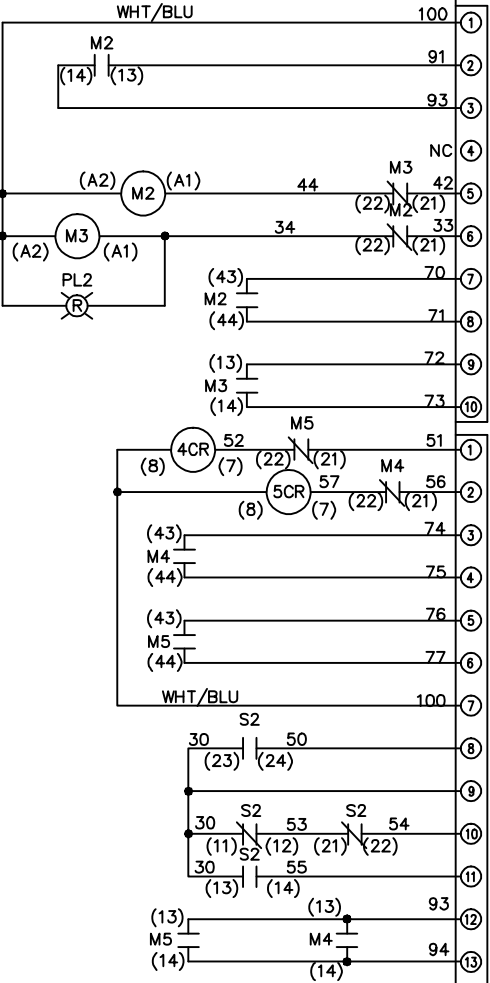 WHT/BLU 100 1
M2 91 2
(14) (13)
93 3
NC 4
(A2) M2 (A1) 44 M3 42 5
(22) (21)
(A2) M3 (A1) 34 M2 33 6
(22) (21)
PL2
R
(43) 70 7
M2
(44) 71 8
(13) 72 9
M3
(14) 73 10
M5
4CR 52 51 1
(8) (7) (22) (21)
M4
5CR 57 56 2
(8) (7) (22) (21)
(43) 74 3
M4
(44) 75 4
(43) 76 5
M5
(44) 77 6
WHT/BLU 100 7
S2
30 50 8
(23) (24)
9
S2 S2
30 53 54 10
(11) (12) (21) (22)
S2
30 55 11
(13) (14)
(13) (13) 93 12
M5 M4
(14) (14) 94 13